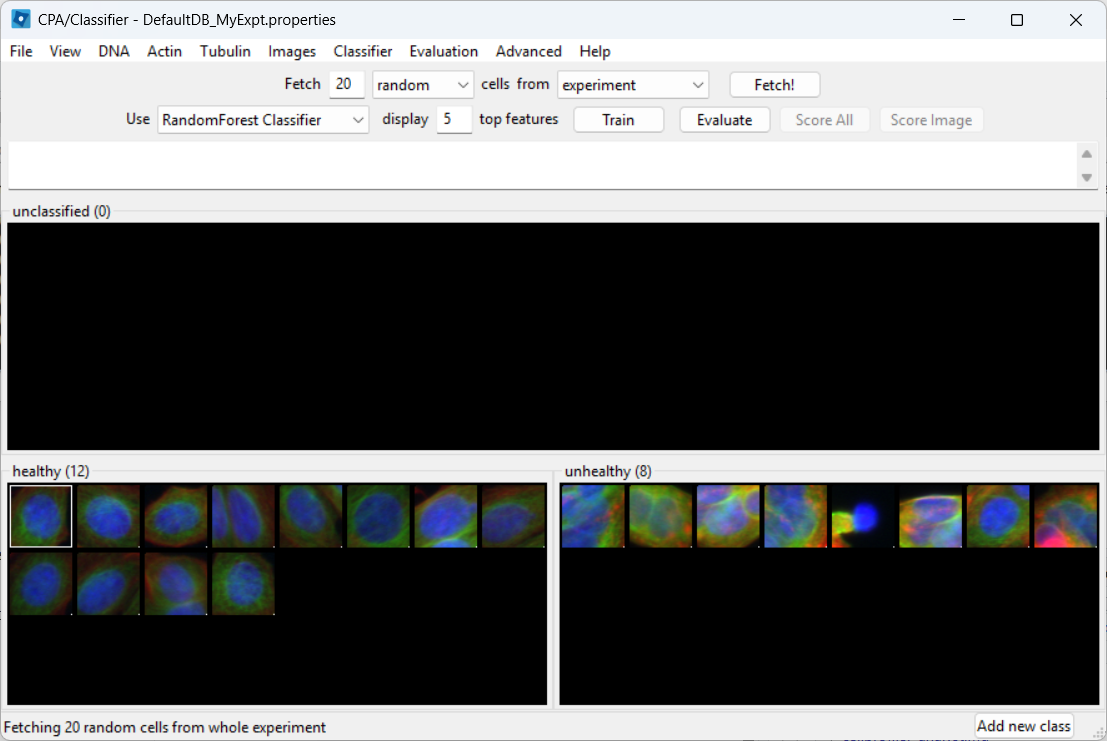 CPA/Classifier - DefaultDB_MyExpt.properties
File View DNA Actin Tubulin Images Classifier Evaluation Advanced Help
Fetch 20 random cells from experiment Fetch!
Use RandomForest Classifier display 5 top features Train Evaluate Score All Score Image
unclassified (0)
healthy (12) unhealthy (8)
Fetching 20 random cells from whole experiment Add new class